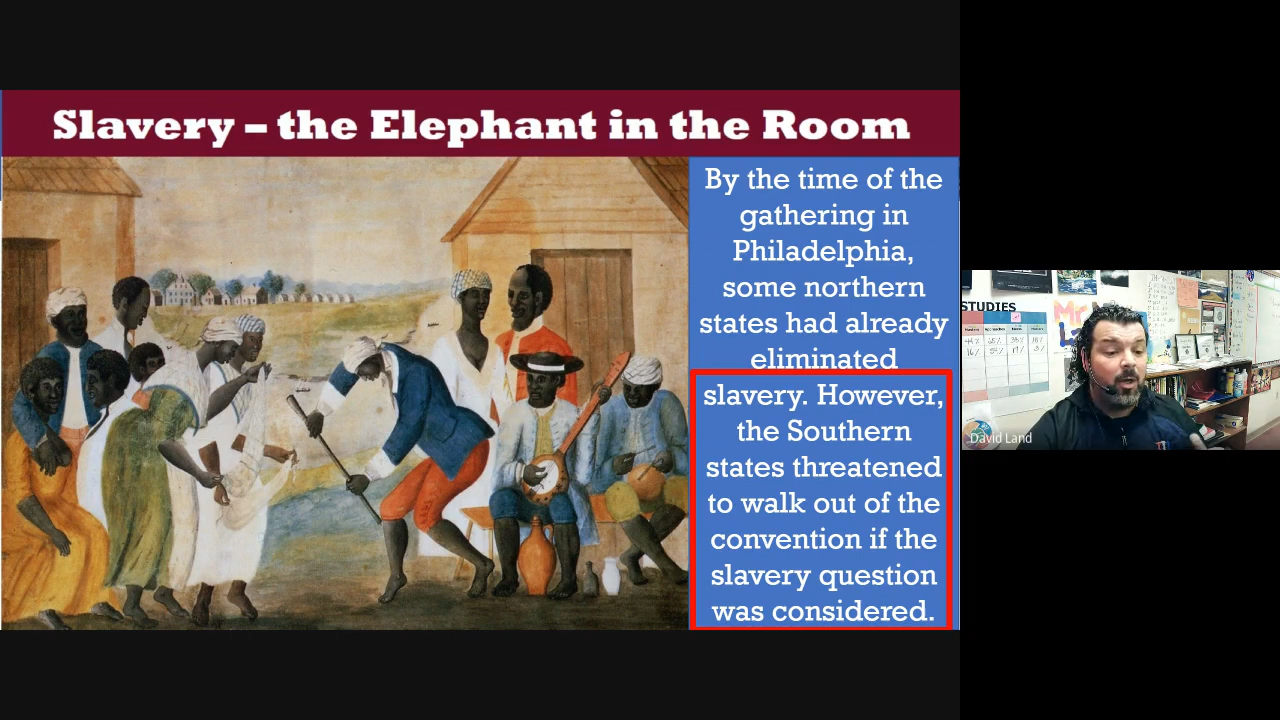 Slavery – the Elephant in the Room
By the time of the
gathering in
Philadelphia,
some northern
states had already
eliminated
slavery. However,
the Southern
states threatened
to walk out of the
convention if the
slavery question
was considered.
STUDIES
David Land